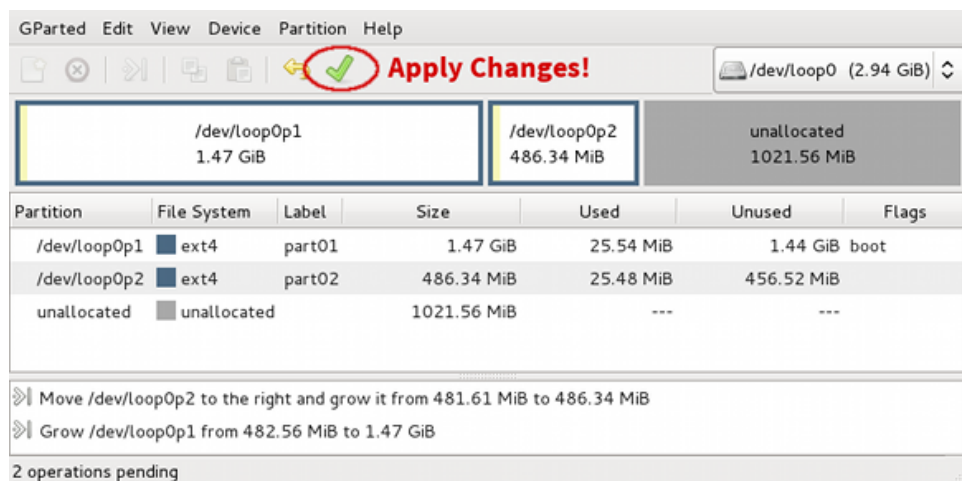 GParted Edit View Device Partition Help
Apply Changes! /dev/loop0 (2.94 GiB)
/dev/loop0p1 /dev/loop0p2 unallocated
1.47 GiB 486.34 MiB 1021.56 MiB
Partition File System Label Size Used Unused Flags
/dev/loop0p1 ext4 part01 1.47 GiB 25.54 MiB 1.44 GiB boot
/dev/loop0p2 ext4 part02 486.34 MiB 25.48 MiB 456.52 MiB
unallocated unallocated 1021.56 MiB --- ---
Move /dev/loop0p2 to the right and grow it from 481.61 MiB to 486.34 MiB
Grow /dev/loop0p1 from 482.56 MiB to 1.47 GiB
2 operations pending